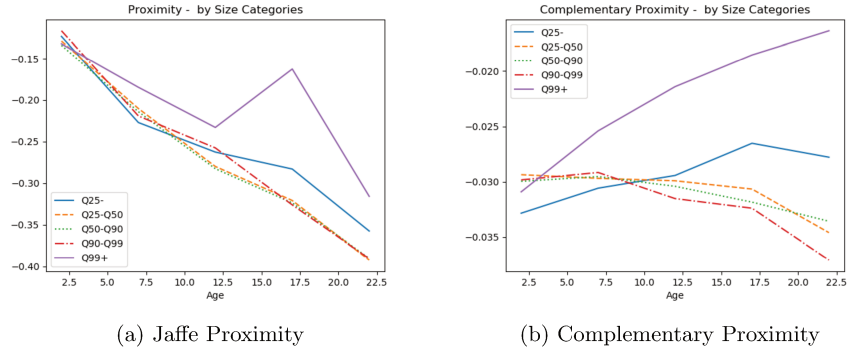 Proximity -  by Size Categories
−0.15
−0.20
−0.25
−0.30
−0.35
−0.40
Q25-
Q25-Q50
Q50-Q90
Q90-Q99
Q99+
2.5 5.0 7.5 10.0 12.5 15.0 17.5 20.0 22.5
Age
(a) Jaffe Proximity
Complementary Proximity -  by Size Categories
Q25-
Q25-Q50
Q50-Q90
Q90-Q99
Q99+
−0.020
−0.025
−0.030
−0.035
2.5 5.0 7.5 10.0 12.5 15.0 17.5 20.0 22.5
Age
(b) Complementary Proximity